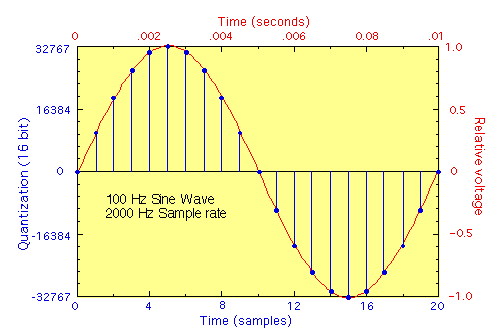 Time (seconds)
0 .002 .004 .006 .008 .01
32767 1.0
16384 0.5
0 0
-16384 -0.5
-32767 -1.0
Quantization (16 bit)
Relative voltage
100 Hz Sine Wave
2000 Hz Sample rate
0 4 8 12 16 20
Time (samples)